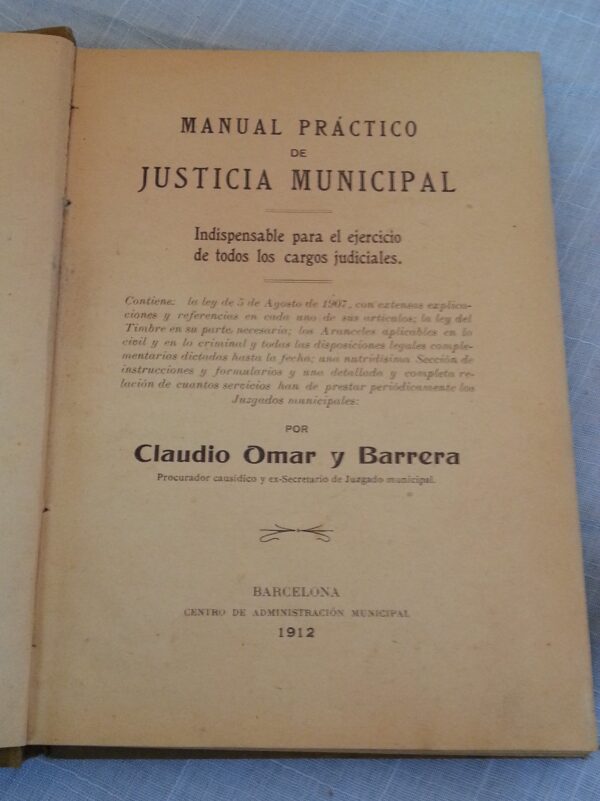 MANUAL PRÁCTICO
DE
JUSTICIA MUNICIPAL
Indispensable para el ejercicio
de todos los cargos judiciales.
Contiene: la ley de 5 de Agosto de 1907, con extensas explica-
ciones y referencias en cada uno de sus artículos; la ley del
Timbre en su parte, necesaria; los Aranceles aplicables en lo
civil y en lo criminal y todas las disposiciones legales comple-
mentarias dictadas hasta la fecha; una nutridísima Sección de
instrucciones y formularios y una detallada y completa re-
lación de cuantos servicios han de prestar periódicamente los
Juzgados municipales:
POR
Claudio Omar y Barrera
Procurador causídico y ex-Secretario de Juzgado municipal.
BARCELONA
CENTRO DE ADMINISTRACIÓN MUNICIPAL
1912